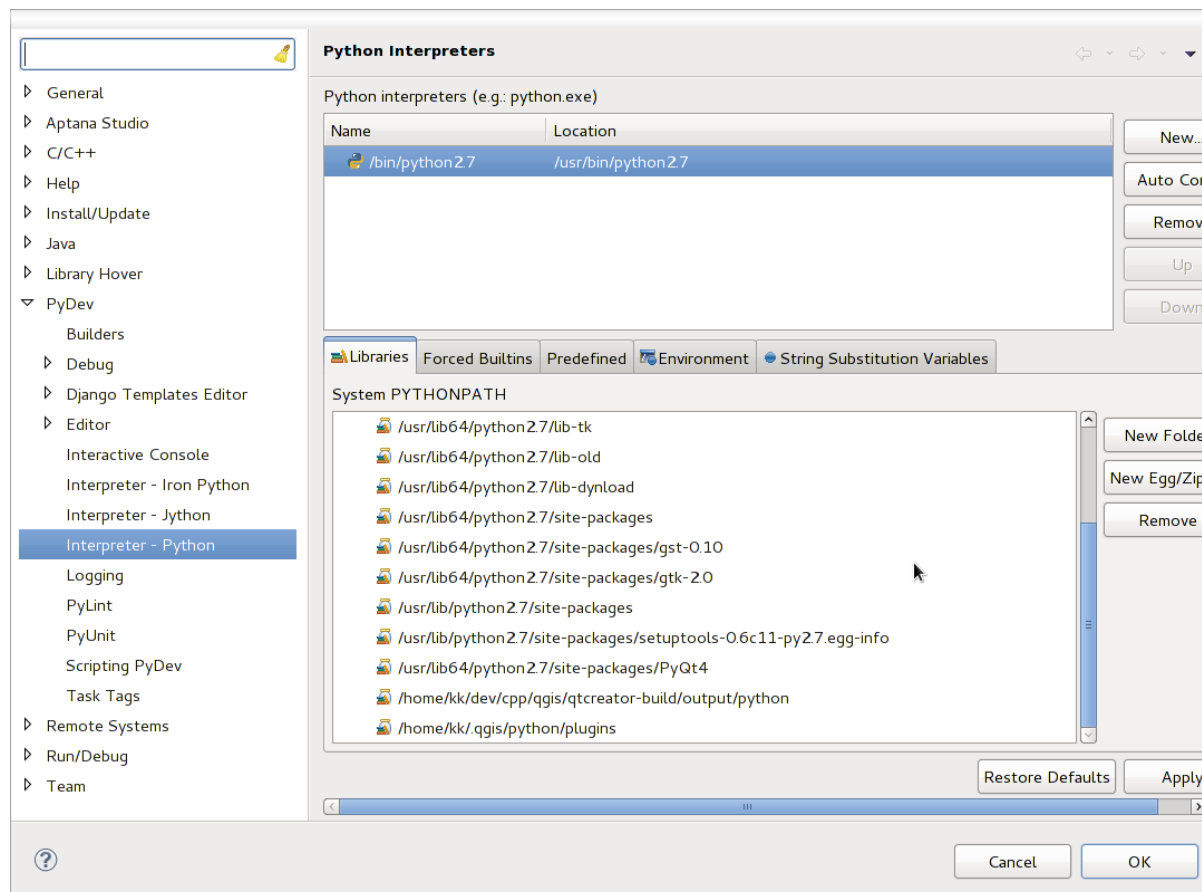 General
Aptana Studio
C/C++
Help
Install/Update
Java
Library Hover
PyDev
Builders
Debug
Django Templates Editor
Editor
Interactive Console
Interpreter - Iron Python
Interpreter - Jython
Interpreter - Python
Logging
PyLint
PyUnit
Scripting PyDev
Task Tags
Remote Systems
Run/Debug
Team
Python Interpreters
Python interpreters (e.g.: python.exe)
Name Location
/bin/python2.7 /usr/bin/python2.7
New...
Auto Con
Remov
Up
Down
Libraries Forced Builtins Predefined Environment String Substitution Variables
System PYTHONPATH
/usr/lib64/python2.7/lib-tk
/usr/lib64/python2.7/lib-old
/usr/lib64/python2.7/lib-dynload
/usr/lib64/python2.7/site-packages
/usr/lib64/python2.7/site-packages/gst-0.10
/usr/lib64/python2.7/site-packages/gtk-2.0
/usr/lib/python2.7/site-packages
/usr/lib/python2.7/site-packages/setuptools-0.6c11-py2.7.egg-info
/usr/lib64/python2.7/site-packages/PyQt4
/home/kk/dev/cpp/qgis/qtcreator-build/output/python
/home/kk/.qgis/python/plugins
New Folde
New Egg/Zip
Remove
Restore Defaults Apply
Cancel OK